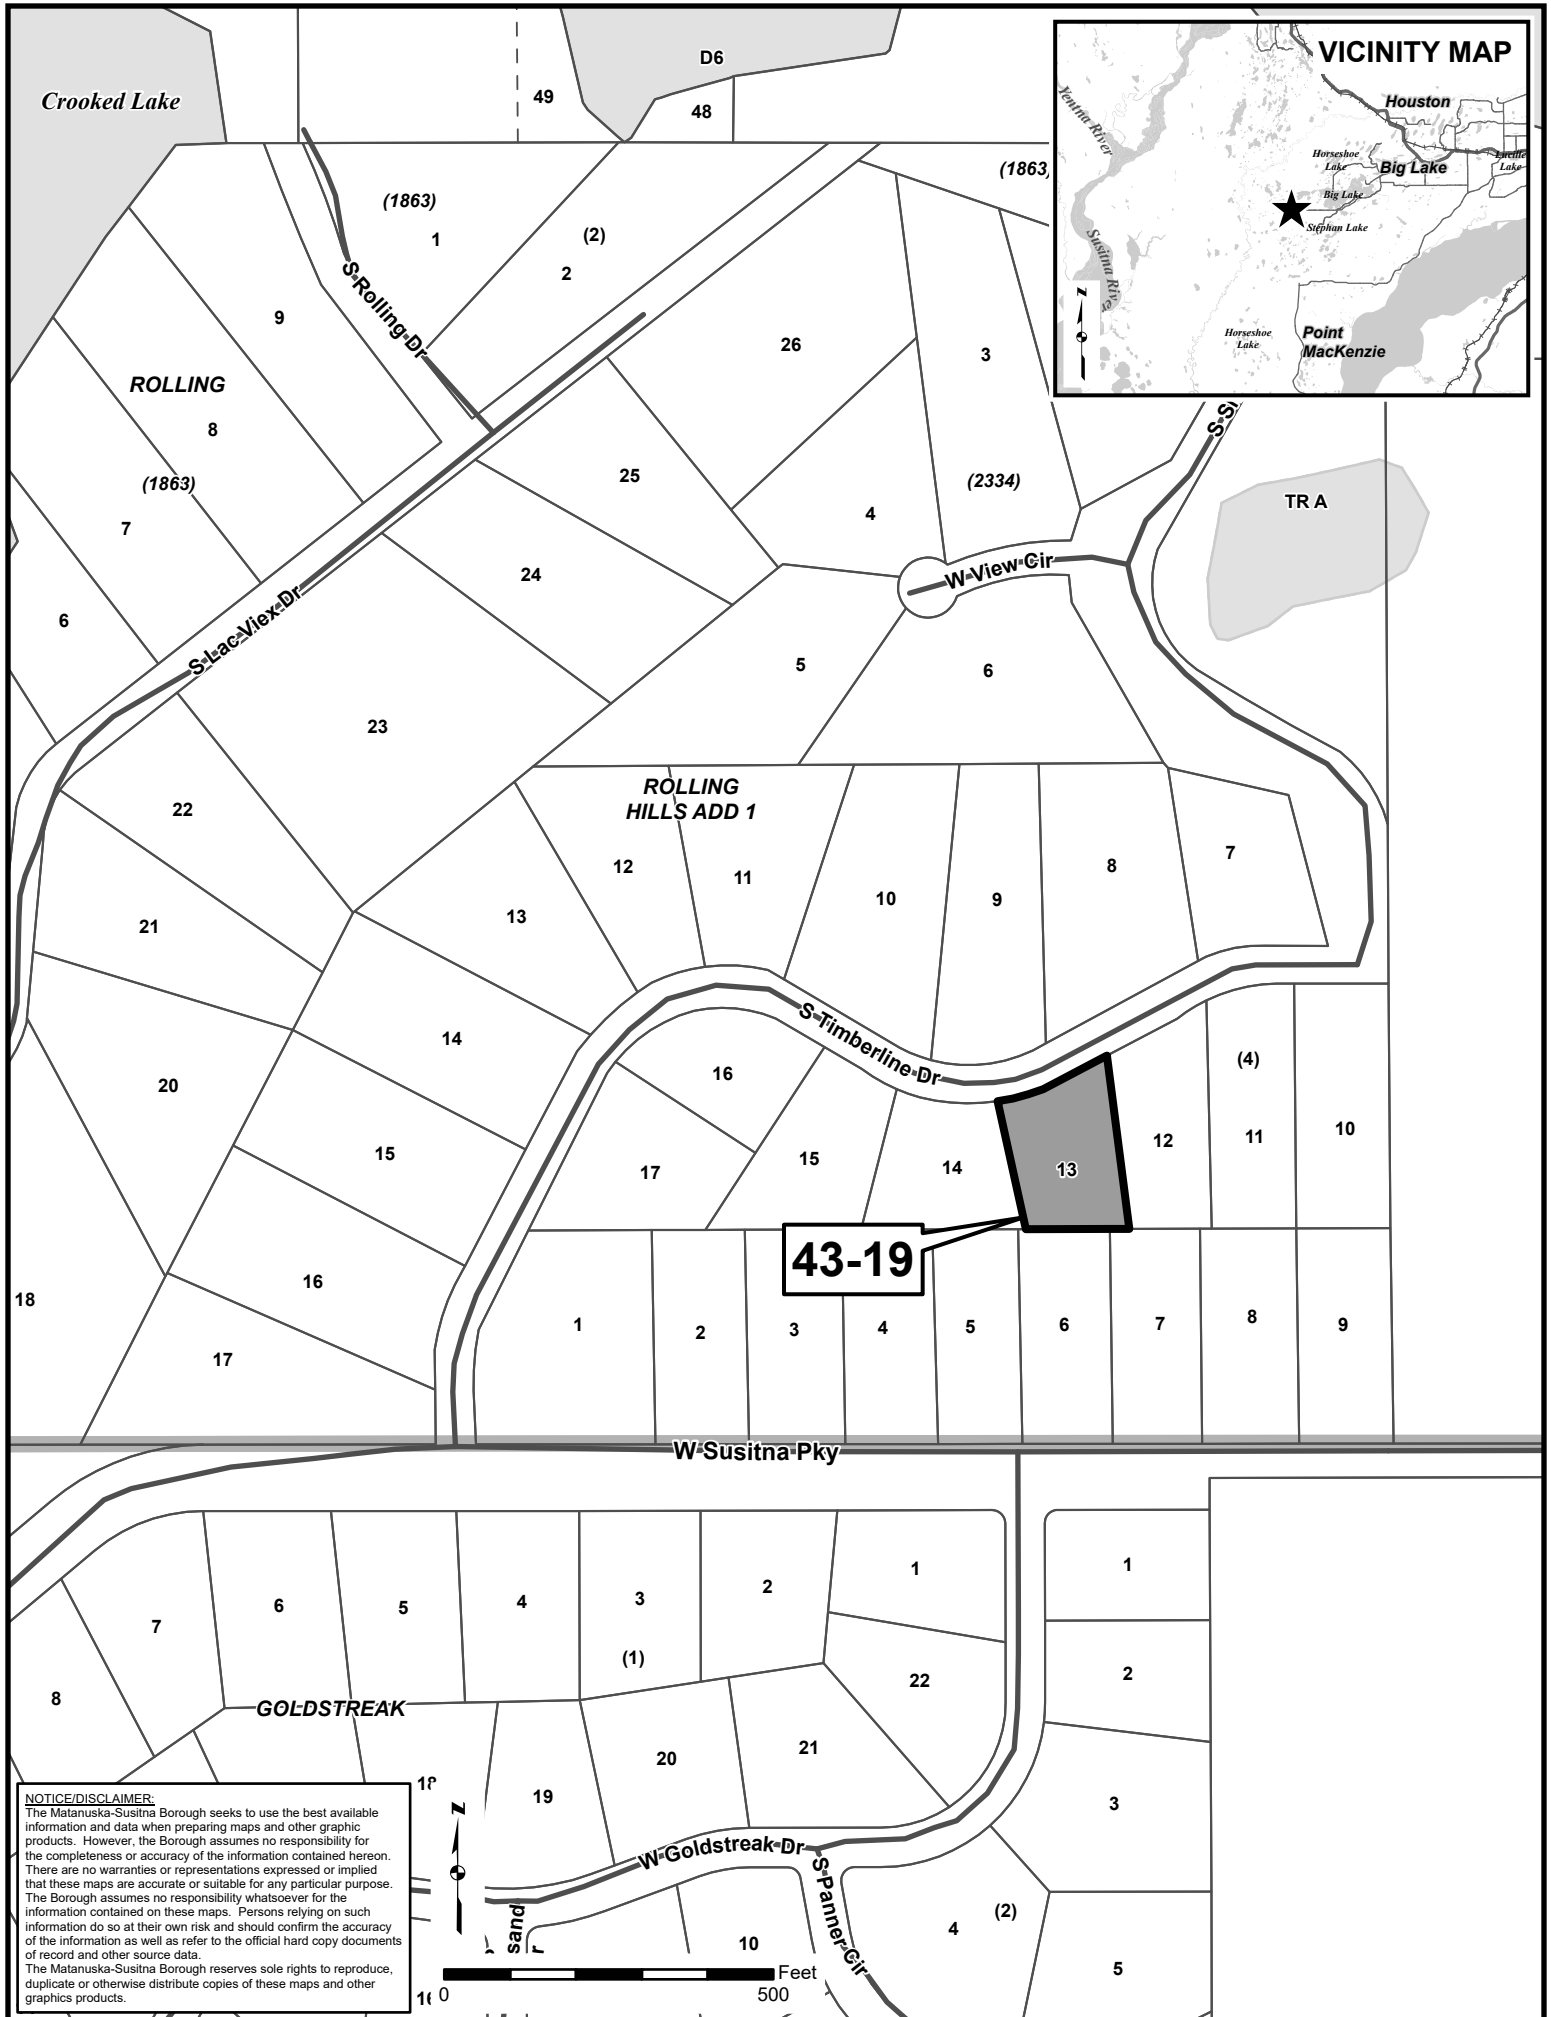 Crooked Lake
49
D6
48
VICINITY MAP
Yentna River
Houston
Horseshoe
Lake
Big Lake
Lucille
Lake
Big Lake
Stephan Lake
Susitna River
Z
Horseshoe
Lake
Point
MacKenzie
(1863)
1
(2)
2
(1863)
S Rolling Dr
9
ROLLING
8
(1863)
7
6
26
3
25
(2334)
4
TR A
24
W View Cir
S Lac Viex Dr
5
6
23
ROLLING
HILLS ADD 1
22
12
11
10
9
8
7
21
13
S Timberline Dr
14
20
16
(4)
15
17
15
14
13
12
11
10
43-19
16
18
17
1
2
3
4
5
6
7
8
9
W Susitna Pky
1
1
2
3
4
5
6
7
(1)
22
2
8
GOLDSTREAK
20
21
19
18
3
W Goldstreak Dr
S Panner Cir
4
(2)
10
5
sand
Z
NOTICE/DISCLAIMER:
The Matanuska-Susitna Borough seeks to use the best available
information and data when preparing maps and other graphic
products. However, the Borough assumes no responsibility for
the completeness or accuracy of the information contained hereon.
There are no warranties or representations expressed or implied
that these maps are accurate or suitable for any particular purpose.
The Borough assumes no responsibility whatsoever for the
information contained on these maps. Persons relying on such
information do so at their own risk and should confirm the accuracy
of the information as well as refer to the official hard copy documents
of record and other source data.
The Matanuska-Susitna Borough reserves sole rights to reproduce,
duplicate or otherwise distribute copies of these maps and other
graphics products.
16
Feet
0
500